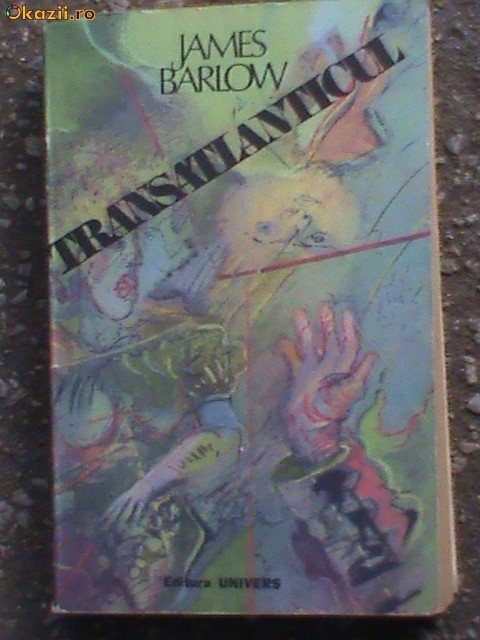 Okazii.ro
JAMES
BARLOW
TRANSATLANTICUL
Editura UNIVERS